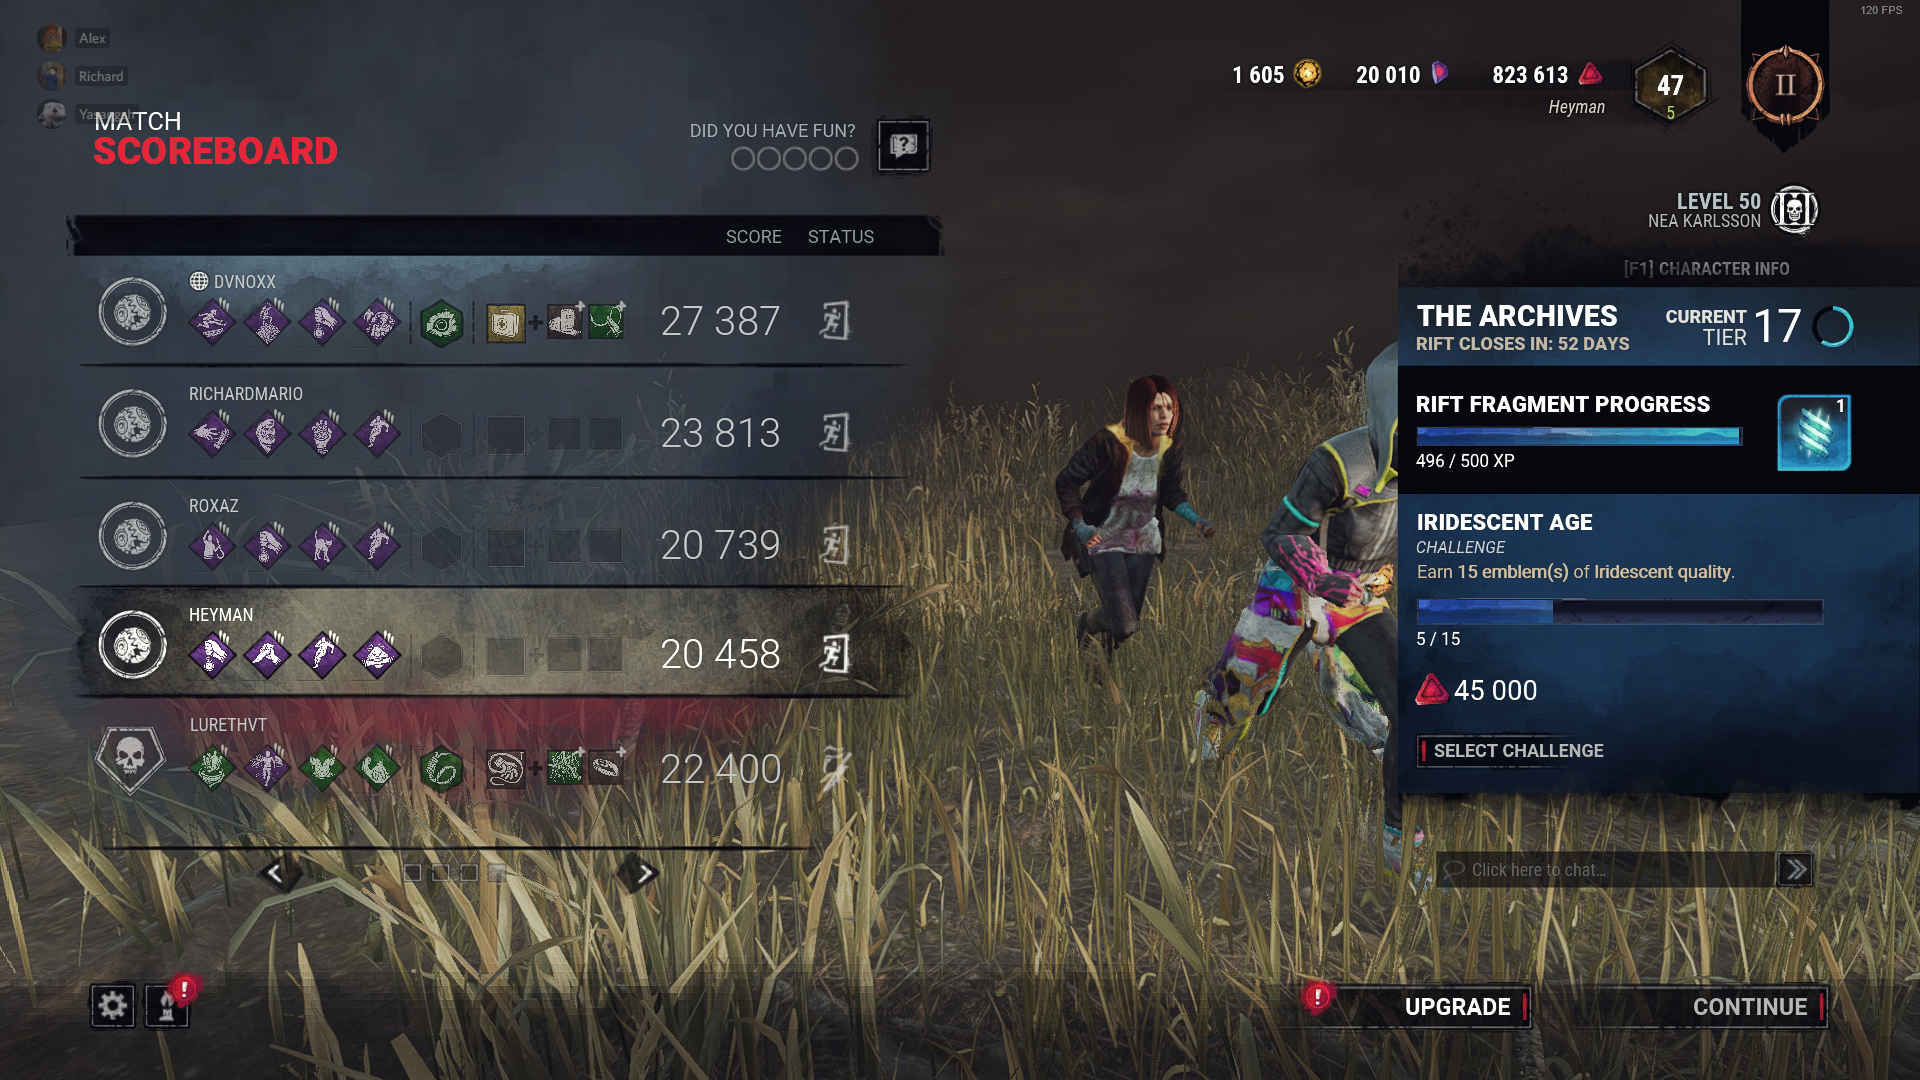 120 FPS
Alex
Richard
MATCH
SCOREBOARD
DID YOU HAVE FUN?
1 605
20 010
823 613
Heyman
47
5
II
LEVEL 50
NEA KARLSSON
[F1] CHARACTER INFO
SCORE STATUS
DVNOXX
27 387
RICHARDMARIO
23 813
ROXAZ
20 739
HEYMAN
20 458
LURETHVT
22 400
THE ARCHIVES
RIFT CLOSES IN: 52 DAYS
CURRENT
TIER 17
RIFT FRAGMENT PROGRESS
1
496 / 500 XP
IRIDESCENT AGE
CHALLENGE
Earn 15 emblem(s) of Iridescent quality.
5 / 15
45 000
SELECT CHALLENGE
Click here to chat...
UPGRADE
CONTINUE